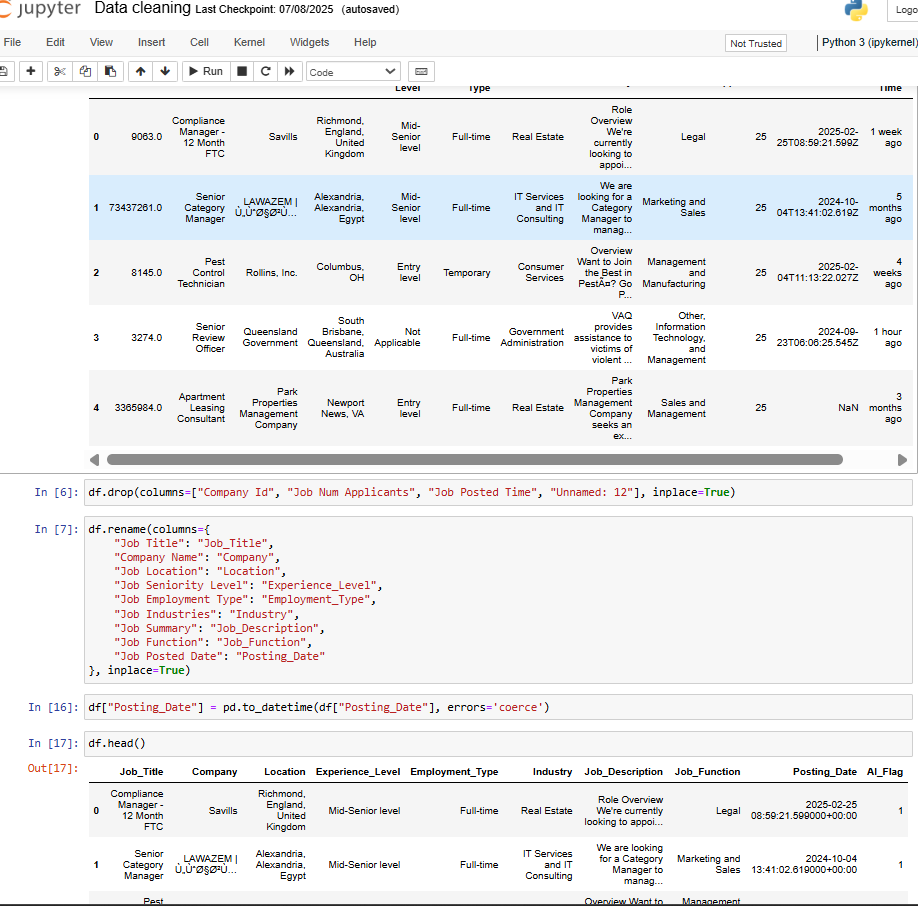 jupyter Data cleaning Last Checkpoint: 07/08/2025 (autosaved)
Logo
File Edit View Insert Cell Kernel Widgets Help
Not Trusted
Python 3 (ipykernel)
Run
Code
Level Type Time
0 9063.0 Compliance Manager - 12 Month FTC Savills Richmond, England, United Kingdom Mid-Senior level Full-time Real Estate Role Overview We're currently looking to appoi... Legal 25 2025-02-25T08:59:21.599Z 1 week ago
1 73437261.0 Senior Category Manager LAWAZEM | Ù„ÙˆØ§Ø²Ù... Alexandria, Alexandria, Egypt Mid-Senior level Full-time IT Services and IT Consulting We are looking for a Category Manager to manag... Marketing and Sales 25 2024-10-04T13:41:02.619Z 5 months ago
2 8145.0 Pest Control Technician Rollins, Inc. Columbus, OH Entry level Temporary Consumer Services Overview Want to Join the Best in PestÂ¤? Go P... Management and Manufacturing 25 2025-02-04T11:13:22.027Z 4 weeks ago
3 3274.0 Senior Review Officer Queensland Government South Brisbane, Queensland, Australia Not Applicable Full-time Government Administration VAQ provides assistance to victims of violent ... Other, Information Technology, and Management 25 2024-09-23T06:06:25.545Z 1 hour ago
4 3365984.0 Apartment Leasing Consultant Park Properties Management Company Newport News, VA Entry level Full-time Real Estate Park Properties Management Company seeks an ex... Sales and Management 25 NaN 3 months ago
In [6]: df.drop(columns=["Company Id", "Job Num Applicants", "Job Posted Time", "Unnamed: 12"], inplace=True)
In [7]: df.rename(columns={
"Job Title": "Job_Title",
"Company Name": "Company",
"Job Location": "Location",
"Job Seniority Level": "Experience_Level",
"Job Employment Type": "Employment_Type",
"Job Industries": "Industry",
"Job Summary": "Job_Description",
"Job Function": "Job_Function",
"Job Posted Date": "Posting_Date"
}, inplace=True)
In [16]: df["Posting_Date"] = pd.to_datetime(df["Posting_Date"], errors='coerce')
In [17]: df.head()
Out[17]:
Job_Title Company Location Experience_Level Employment_Type Industry Job_Description Job_Function Posting_Date AI_Flag
0 Compliance Manager - 12 Month FTC Savills Richmond, England, United Kingdom Mid-Senior level Full-time Real Estate Role Overview We're currently looking to appoi... Legal 2025-02-25 08:59:21.599000+00:00 1
1 Senior Category Manager LAWAZEM | Ù„ÙˆØ§Ø²Ù... Alexandria, Alexandria, Egypt Mid-Senior level Full-time IT Services and IT Consulting We are looking for a Category Manager to manag... Marketing and Sales 2024-10-04 13:41:02.619000+00:00 1
Pest Overview Want to Management